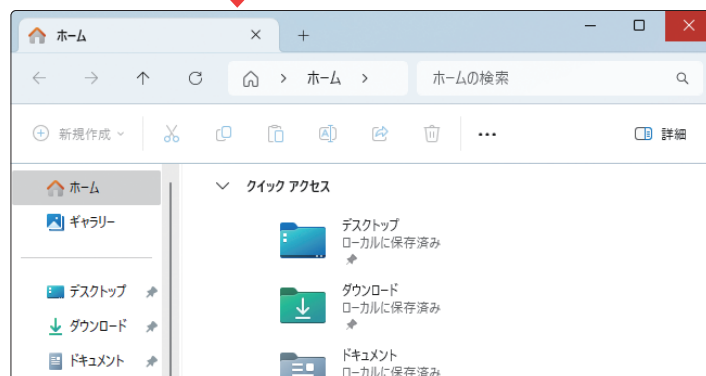 ホーム
ホーム
ホームの検索
新規作成
詳細
ホーム
ギャラリー
デスクトップ
ダウンロード
ドキュメント
クイック アクセス
デスクトップ
ローカルに保存済み
ダウンロード
ローカルに保存済み
ドキュメント
ローカルに保存済み